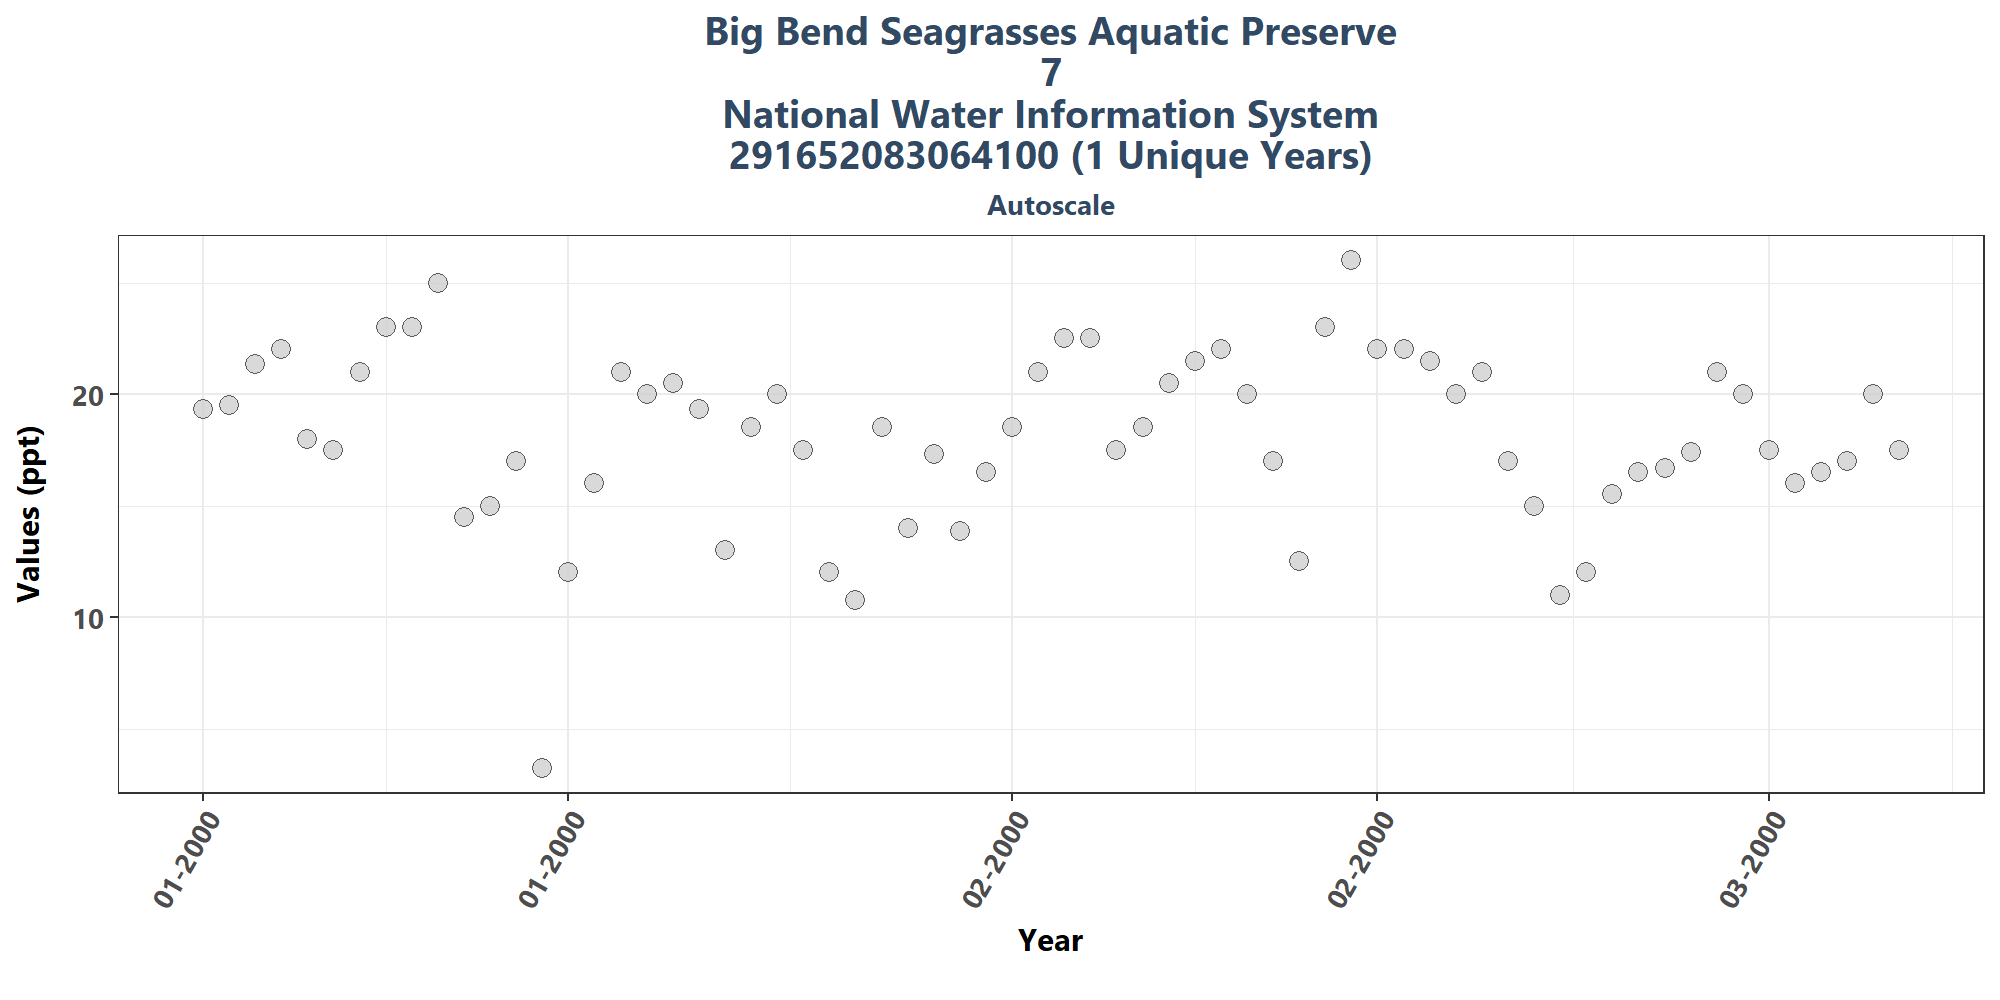 Big Bend Seagrasses Aquatic Preserve
7
National Water Information System
291652083064100 (1 Unique Years)
Autoscale
Values (ppt)
20
10
01-2000
01-2000
02-2000
02-2000
03-2000
Year